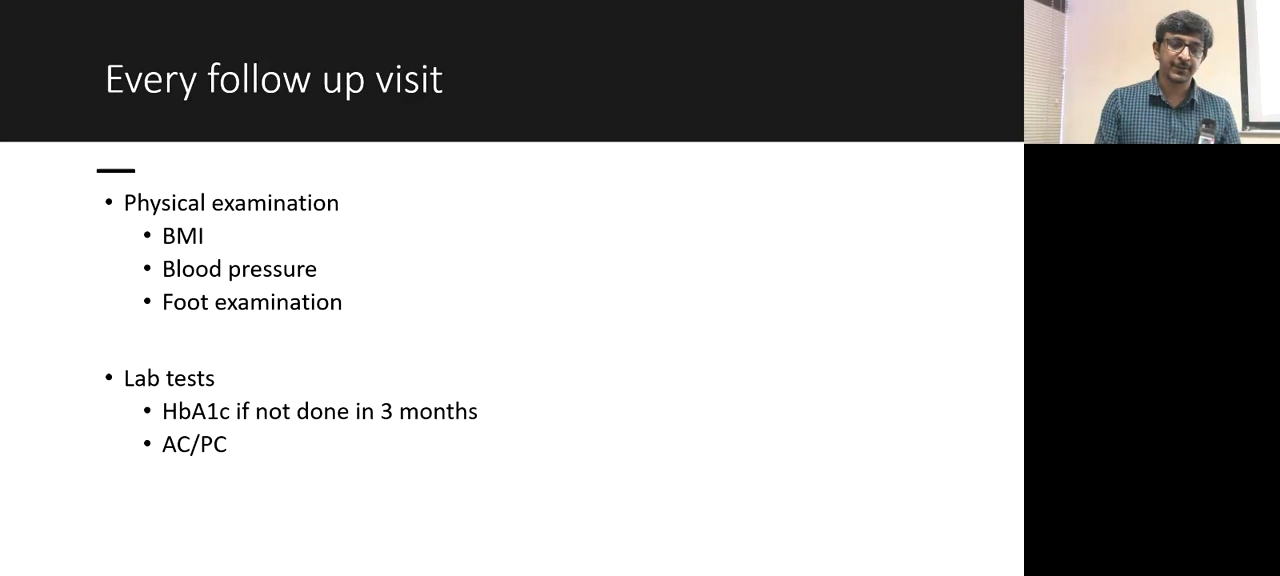 Every follow up visit
• Physical examination
• BMI
• Blood pressure
• Foot examination
• Lab tests
• HbA1c if not done in 3 months
• AC/PC